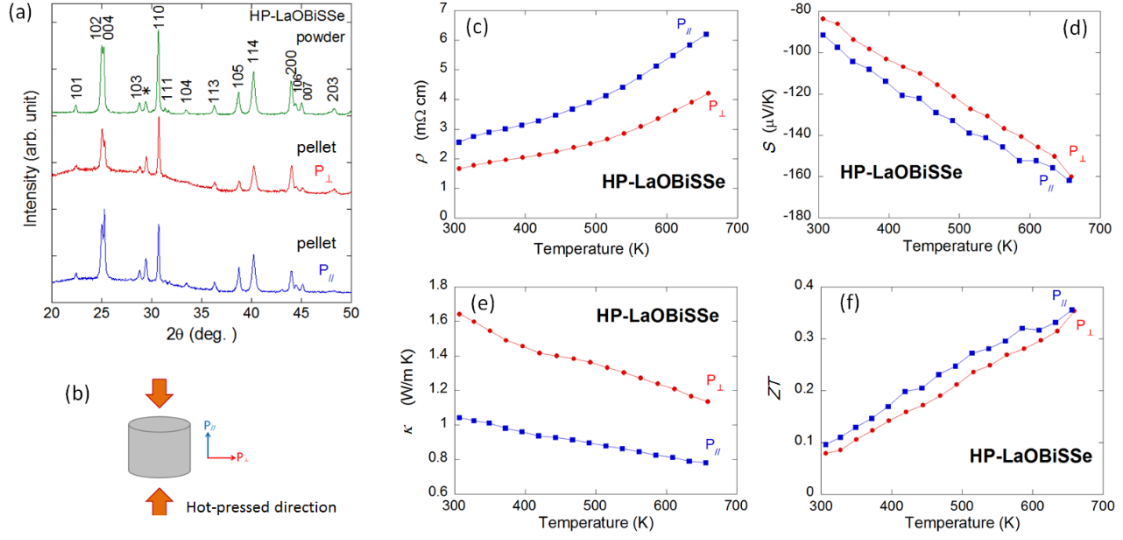 (a)
HP-LaOBiSSe
powder
101
102
004
103
*
110
111
104
113
105
114
200
106
007
203
pellet
P⊥
pellet
P//
Intensity (arb. unit)
20 25 30 35 40 45 50
2θ (deg. )
(b)
P//
P⊥
Hot-pressed direction
(c)
8
7
6
5
4
3
2
1
0
ρ (mΩ cm)
P//
P⊥
HP-LaOBiSSe
300 400 500 600 700
Temperature (K)
(d)
-80
-100
-120
-140
-160
-180
S (μV/K)
P⊥
P//
HP-LaOBiSSe
300 400 500 600 700
Temperature (K)
(e)
HP-LaOBiSSe
1.8
1.6
1.4
1.2
1
0.8
0.6
κ (W/m K)
P⊥
P//
300 400 500 600 700
Temperature (K)
(f)
0.4
0.3
0.2
0.1
0
ZT
P//
P⊥
HP-LaOBiSSe
300 400 500 600 700
Temperature (K)